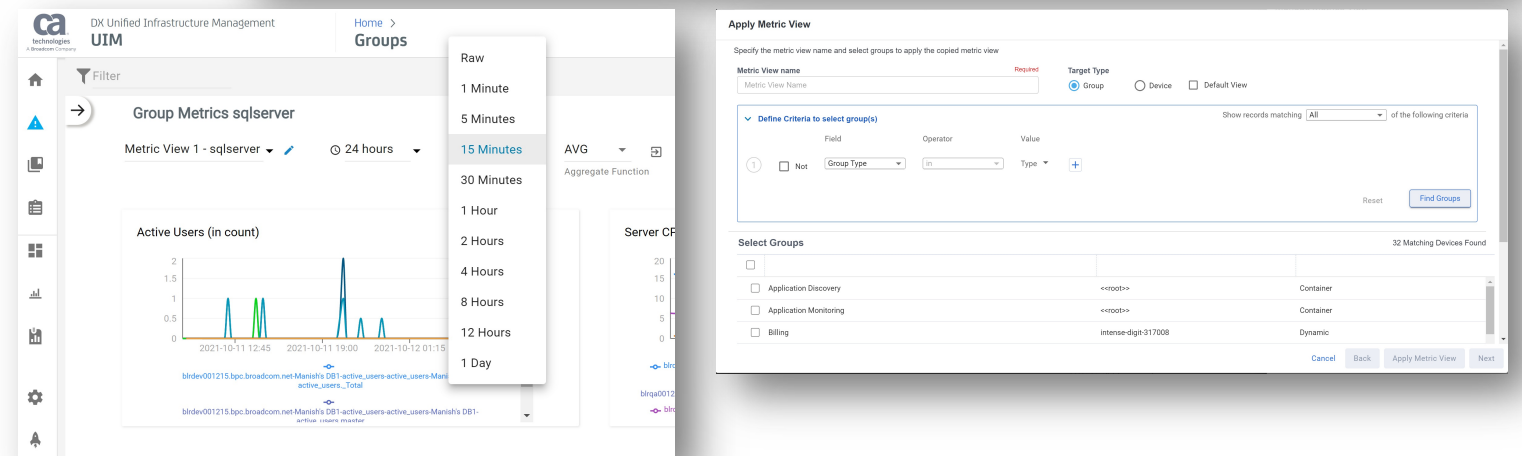 ca
technologies
A Broadcom Company
DX Unified Infrastructure Management
UIM
Home >
Groups
Filter
Group Metrics sqlserver
Metric View 1 - sqlserver
24 hours
Raw
1 Minute
5 Minutes
15 Minutes
30 Minutes
1 Hour
2 Hours
4 Hours
8 Hours
12 Hours
1 Day
AVG
Aggregate Function
Active Users (in count)
2
1.5
1
0.5
0
2021-10-11 12:45 2021-10-11 19:00 2021-10-12 01:15
blrdev001215.bpc.broadcom.net-Manish's DB1-active_users-active_users-Mani
active_users._Total
blrdev001215.bpc.broadcom.net-Manish's DB1-active_users-active_users-Manish's DB1-
active_users.master
Server CP
20
15
10
5
0
blrd
blrqa0012
blrd
Apply Metric View
Specify the metric view name and select groups to apply the copied metric view
Metric View name Required
Metric View Name
Target Type
Group Device Default View
Define Criteria to select group(s)
Show records matching All of the following criteria
Field Operator Value
1 Not Group Type in Type
Reset Find Groups
Select Groups 32 Matching Devices Found
Application Discovery <<root>> Container
Application Monitoring <<root>> Container
Billing intense-digit-317008 Dynamic
Cancel Back Apply Metric View Next